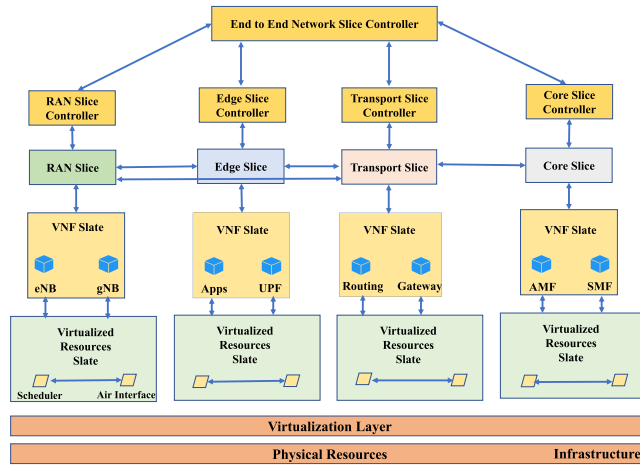 End to End Network Slice Controller
RAN Slice
Controller
Edge Slice
Controller
Transport Slice
Controller
Core Slice
Controller
RAN Slice
Edge Slice
Transport Slice
Core Slice
VNF Slate
eNB
gNB
VNF Slate
Apps
UPF
VNF Slate
Routing
Gateway
VNF Slate
AMF
SMF
Virtualized
Resources
Slate
Scheduler
Air Interface
Virtualized
Resources
Slate
Virtualized
Resources
Slate
Virtualized
Resources
Slate
Virtualization Layer
Physical Resources
Infrastructure